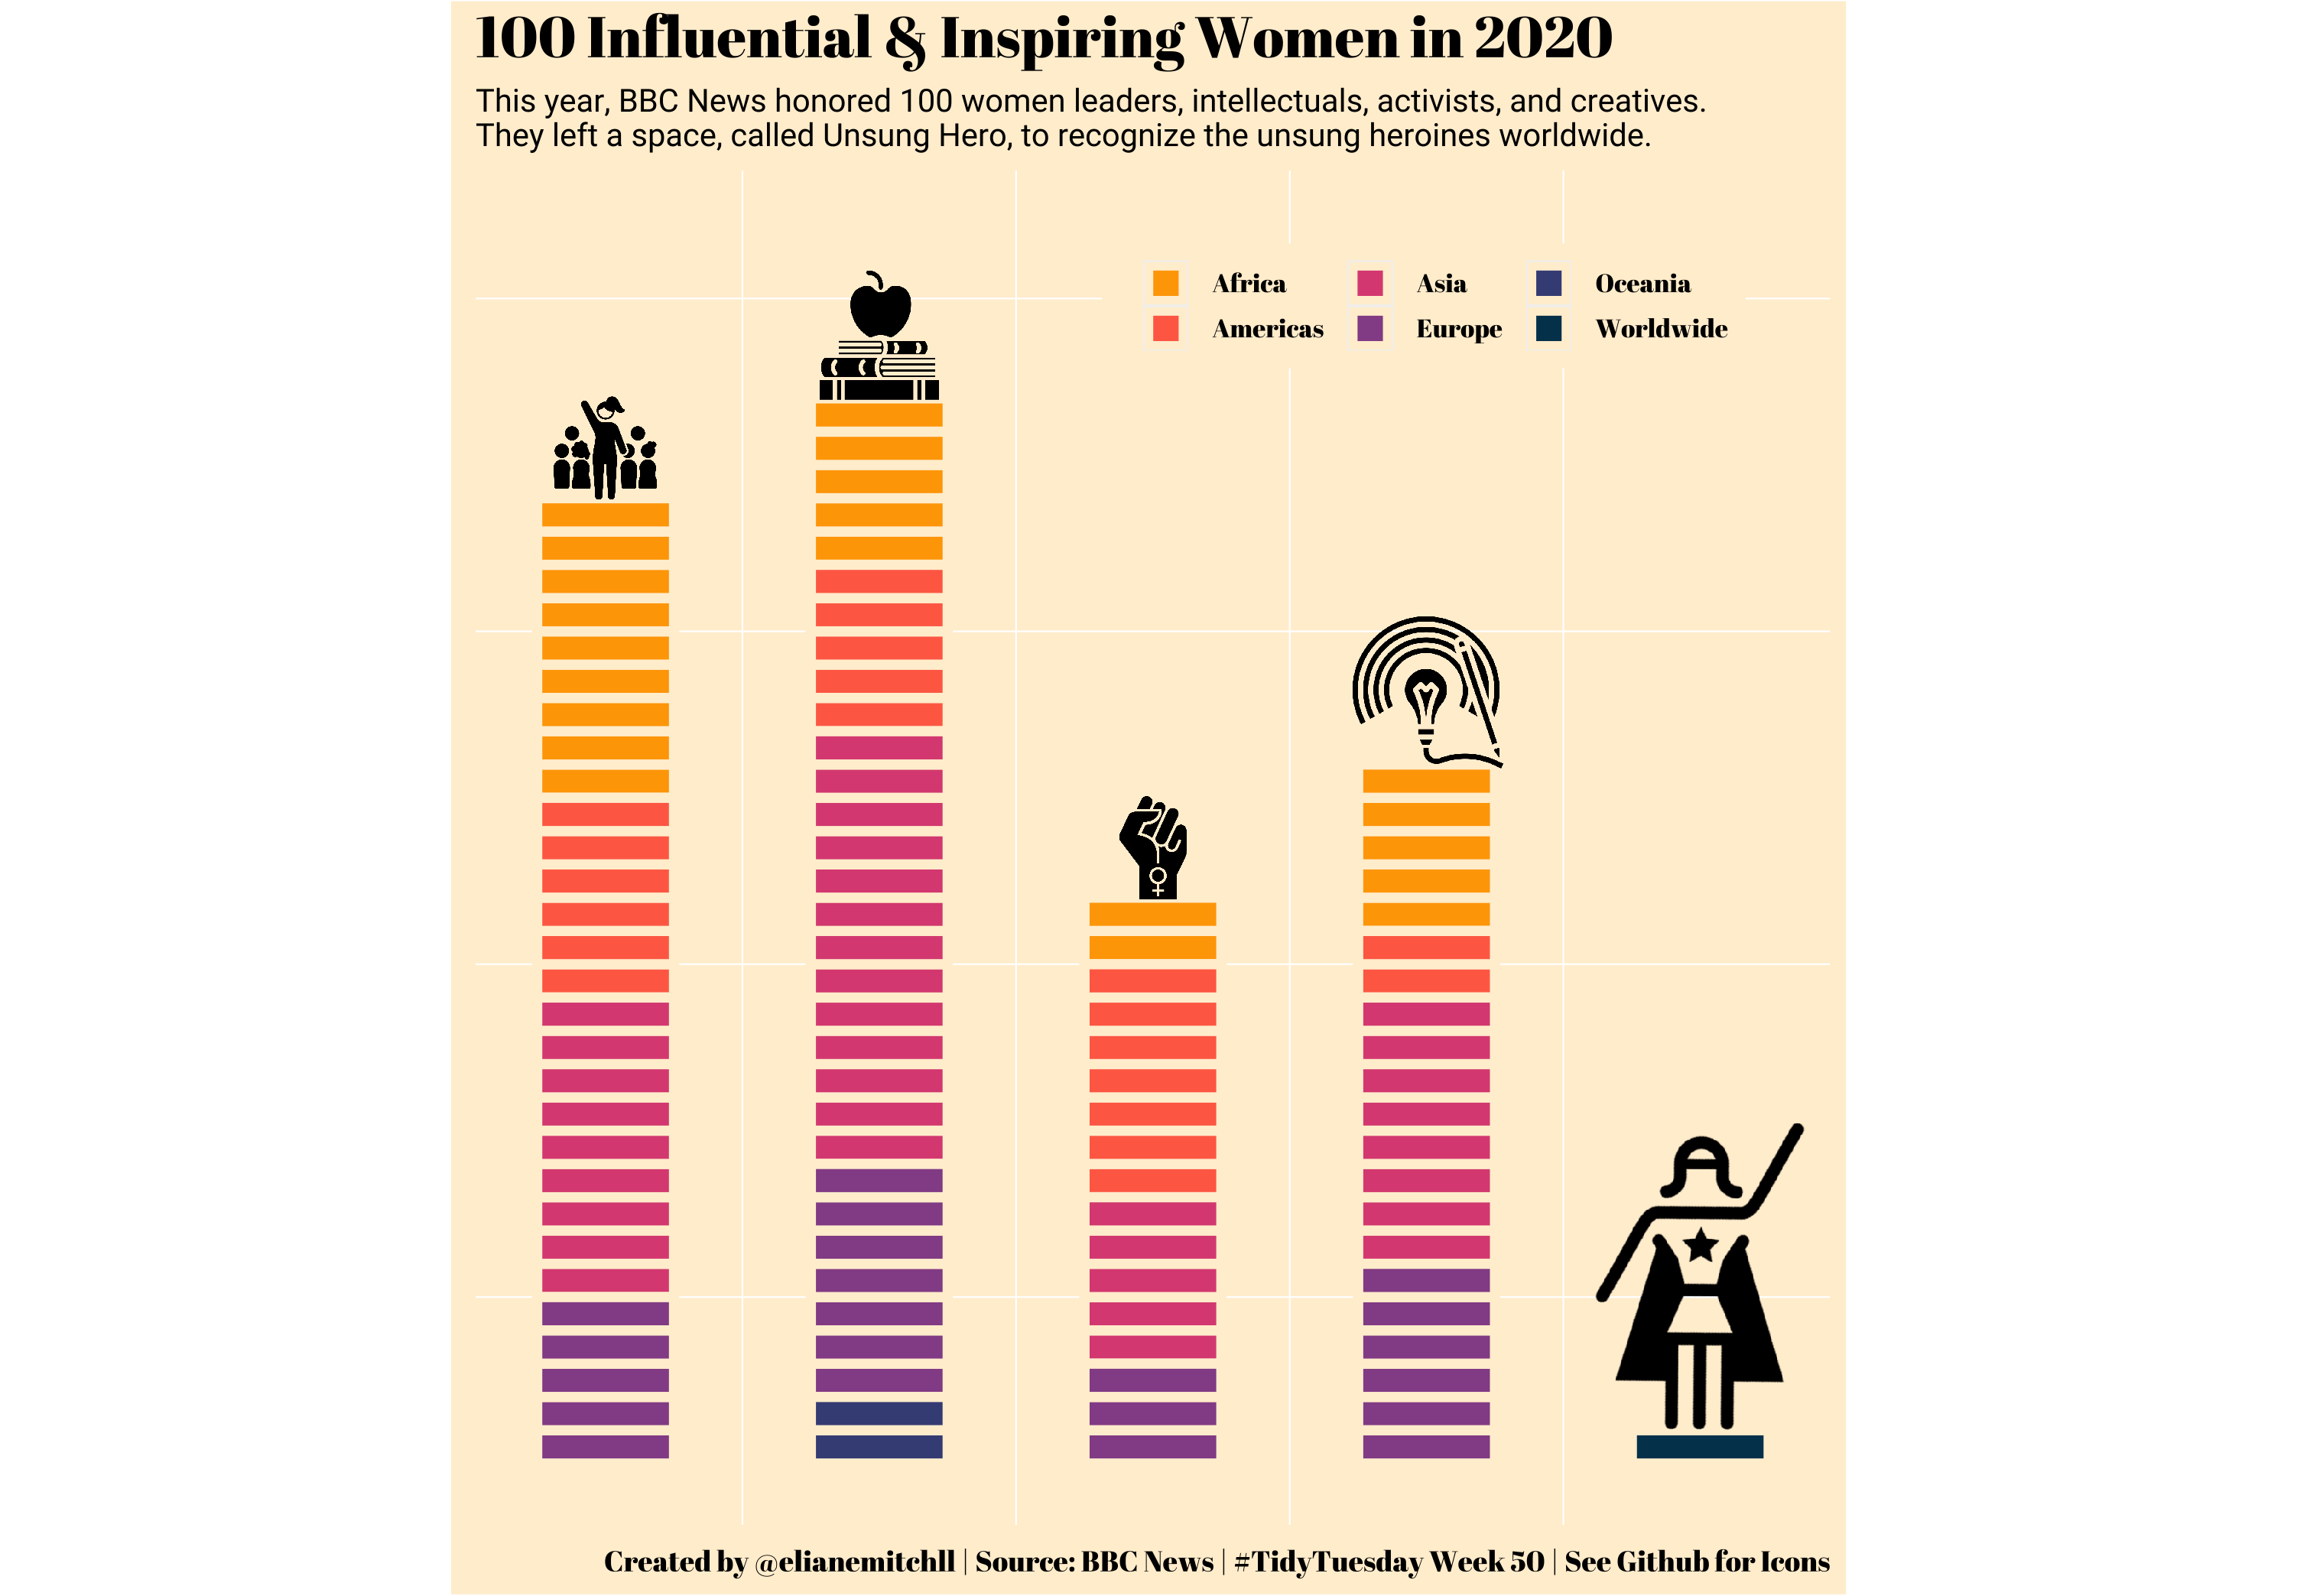 100 Influential & Inspiring Women in 2020
This year, BBC News honored 100 women leaders, intellectuals, activists, and creatives.
They left a space, called Unsung Hero, to recognize the unsung heroines worldwide.
Africa
Asia
Oceania
Americas
Europe
Worldwide
Created by @elianemitchll | Source: BBC News | #TidyTuesday Week 50 | See Github for Icons